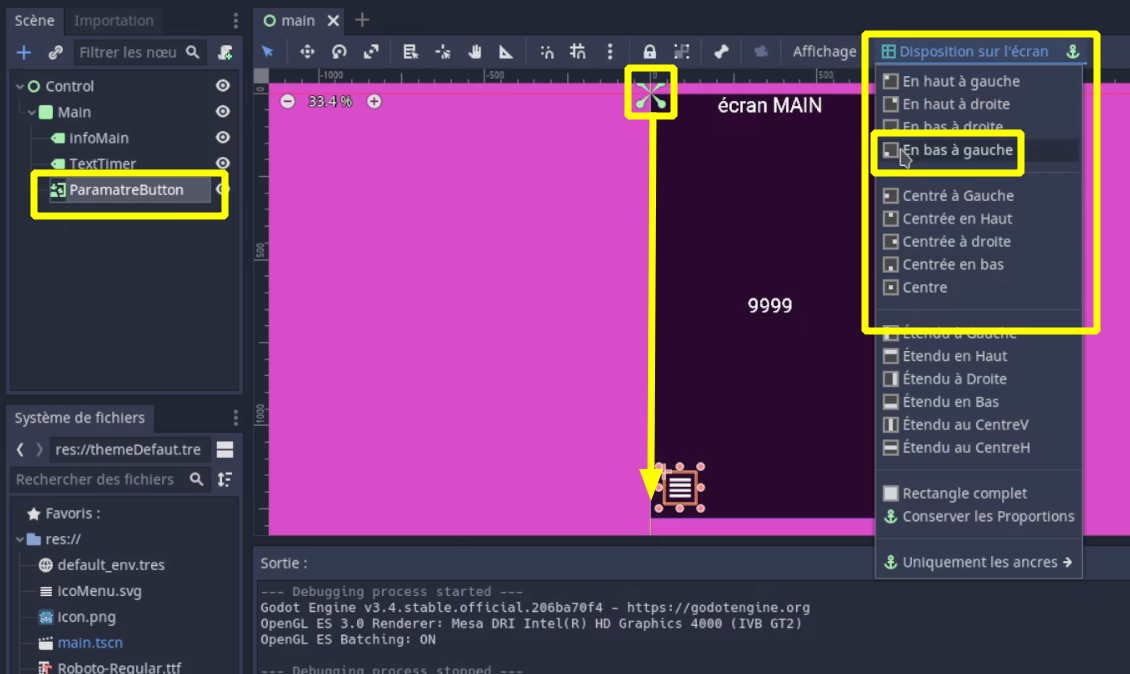 Scène
Importation
main
Filtrer les nœu
Affichage
Disposition sur l'écran
Control
Main
infoMain
TextTimer
ParamatreButton
-1000
-500
0
500
0
500
1000
33.4 %
écran MAIN
9999
En haut à gauche
En haut à droite
En bas à droite
En bas à gauche
Centré à Gauche
Centrée en Haut
Centrée à droite
Centrée en bas
Centre
Étendu à Gauche
Étendu en Haut
Étendu à Droite
Étendu en Bas
Étendu au CentreV
Étendu au CentreH
Rectangle complet
Conserver les Proportions
Uniquement les ancres
Système de fichiers
res://themeDefaut.tre
Rechercher des fichiers
Favoris :
res://
default_env.tres
icoMenu.svg
icon.png
main.tscn
Roboto-Regular.ttf
Sortie :
--- Debugging process started ---
Godot Engine v3.4.stable.official.206ba70f4 - https://godotengine.org
OpenGL ES 3.0 Renderer: Mesa DRI Intel(R) HD Graphics 4000 (IVB GT2)
OpenGL ES Batching: ON
--- Debugging process stopped ---